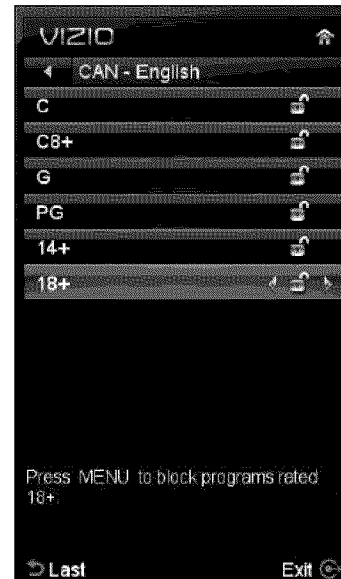 VIZIO
CAN - English
C
C8+
G
PG
14+
18+
Press MENU to block programs rated
18+.
Last Exit